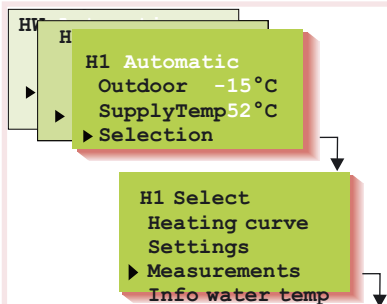 HW
H
H1 Automatic
Outdoor -15°C
SupplyTemp52°C
Selection
H1 Select
Heating curve
Settings
Measurements
Info water temp